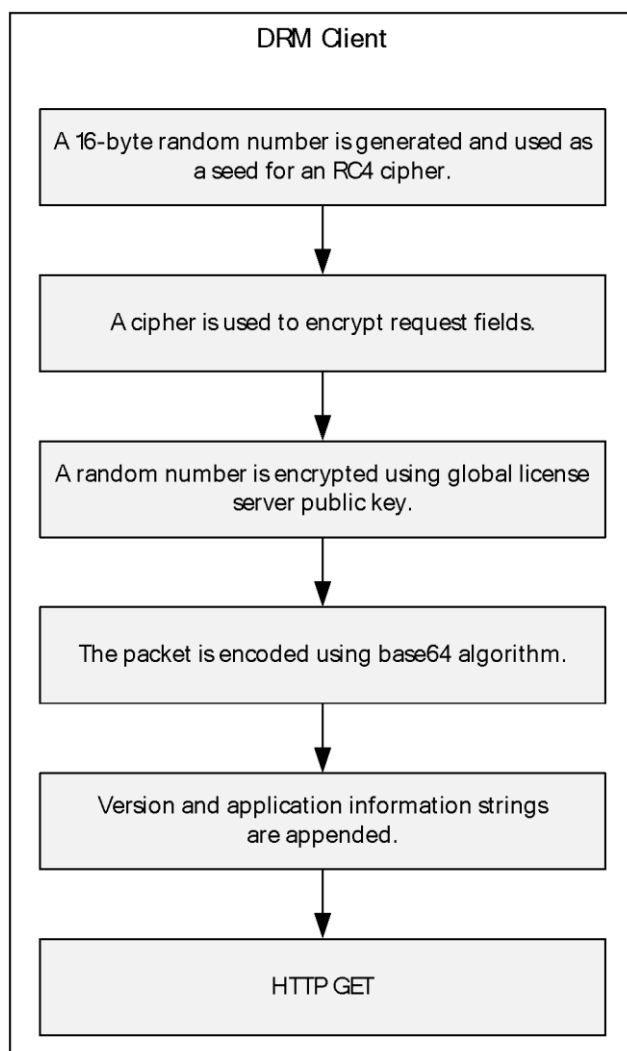 DRM Client
A 16-byte random number is generated and used as
a seed for an RC4 cipher.
A cipher is used to encrypt request fields.
A random number is encrypted using global license
server public key.
The packet is encoded using base64 algorithm.
Version and application information strings
are appended.
HTTP GET